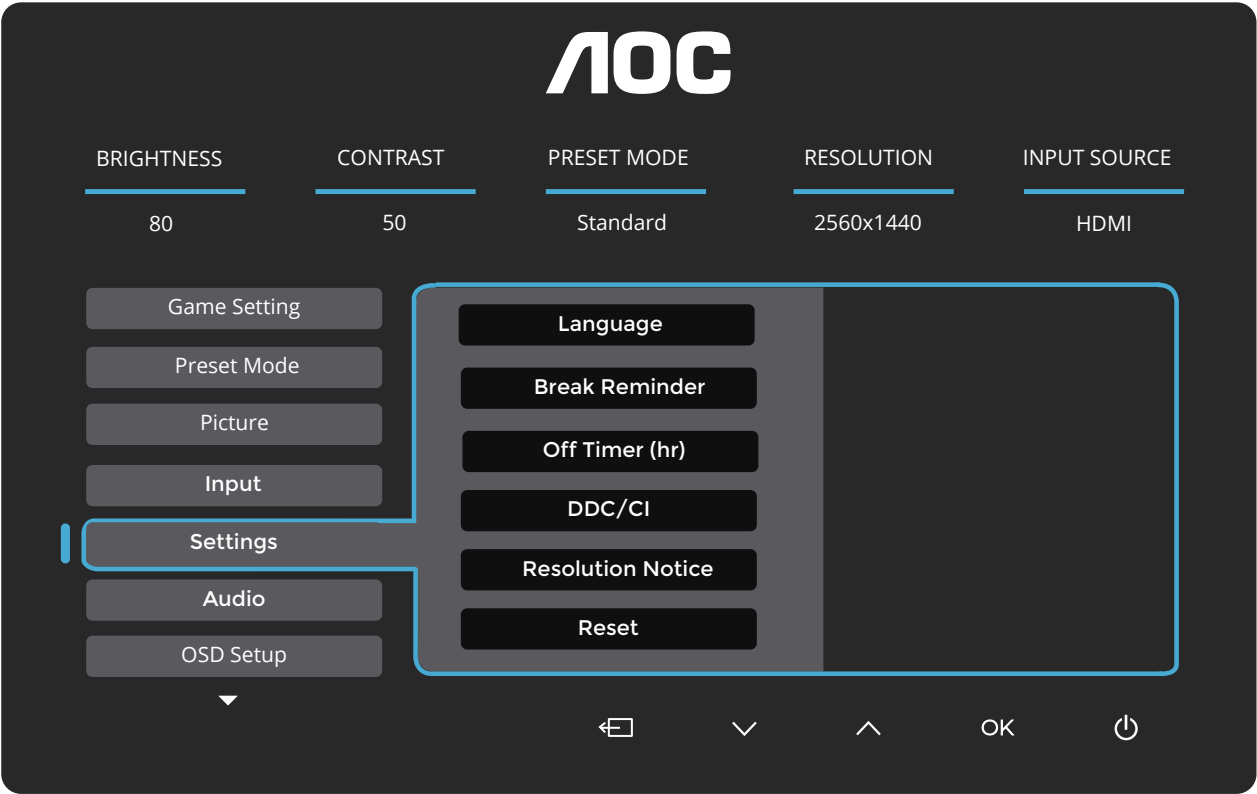 AOC
BRIGHTNESS CONTRAST PRESET MODE RESOLUTION INPUT SOURCE
80 50 Standard 2560x1440 HDMI
Game Setting
Preset Mode
Picture
Input
Settings
Audio
OSD Setup
Language
Break Reminder
Off Timer (hr)
DDC/CI
Resolution Notice
Reset
OK